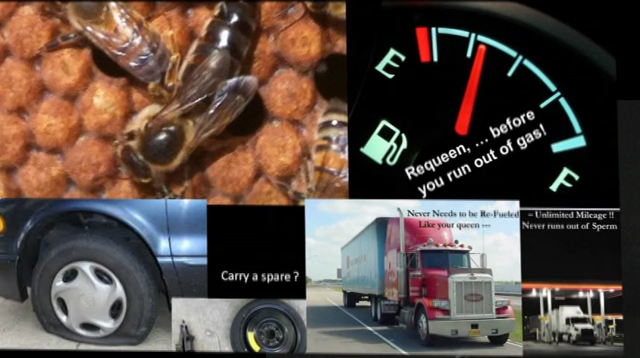 E
Requeen, ... before
you run out of gas!
F
Carry a spare ?
Never Needs to be Re-Fueled
Like your queen ---
= Unlimited Mileage !!
Never runs out of Sperm